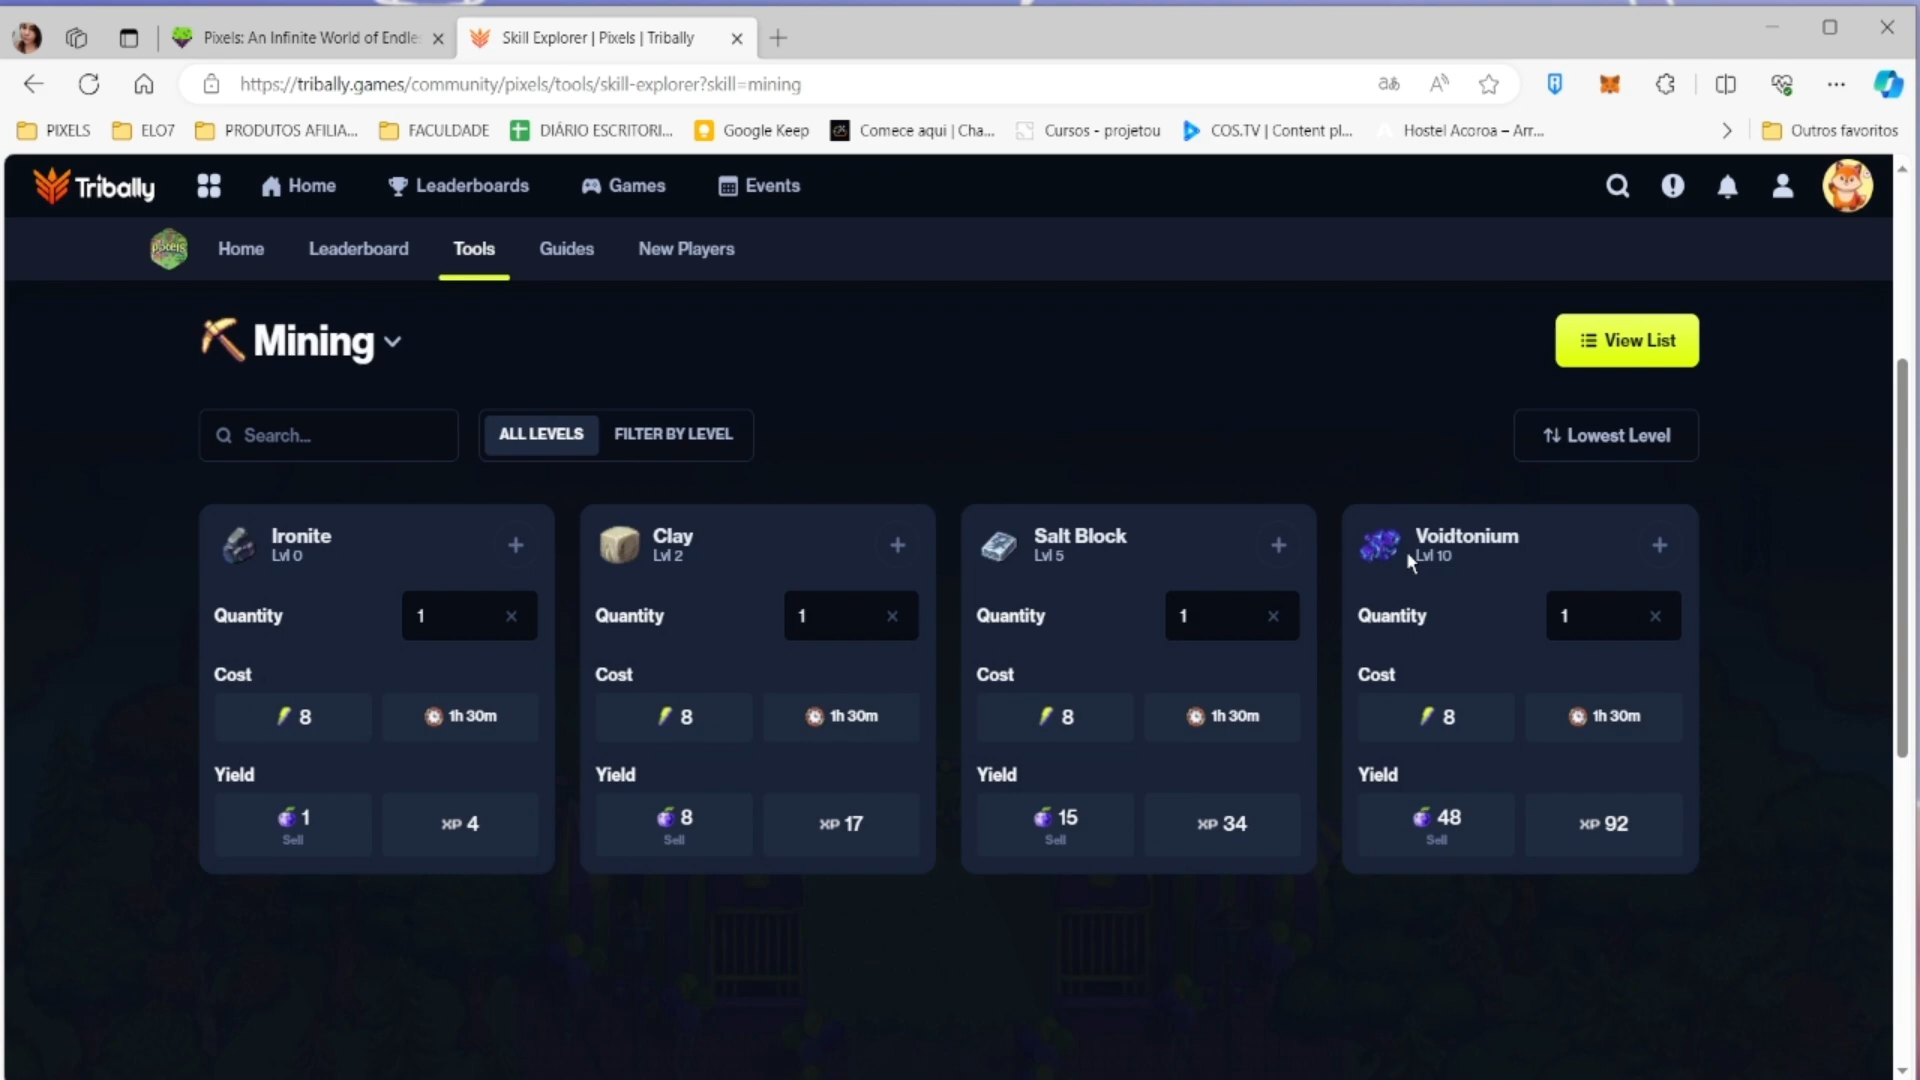 Pixels: An Infinite World of Endle
Skill Explorer | Pixels | Tribally
https://tribally.games/community/pixels/tools/skill-explorer?skill=mining
PIXELS
ELO7
PRODUTOS AFILIA...
FACULDADE
DIÁRIO ESCRITORI...
Google Keep
Comece aqui | Cha...
Cursos - projetou
COS.TV | Content pl...
Hostel Acoroa – Arr...
Outros favoritos
Tribally
Home
Leaderboards
Games
Events
pixels
Home
Leaderboard
Tools
Guides
New Players
Mining
View List
Search...
ALL LEVELS
FILTER BY LEVEL
Lowest Level
Ironite
Lvl 0
Quantity
1
Cost
8
1h 30m
Yield
1
Sell
XP 4
Clay
Lvl 2
Quantity
1
Cost
8
1h 30m
Yield
8
Sell
XP 17
Salt Block
Lvl 5
Quantity
1
Cost
8
1h 30m
Yield
15
Sell
XP 34
Voidtonium
Lvl 10
Quantity
1
Cost
8
1h 30m
Yield
48
Sell
XP 92